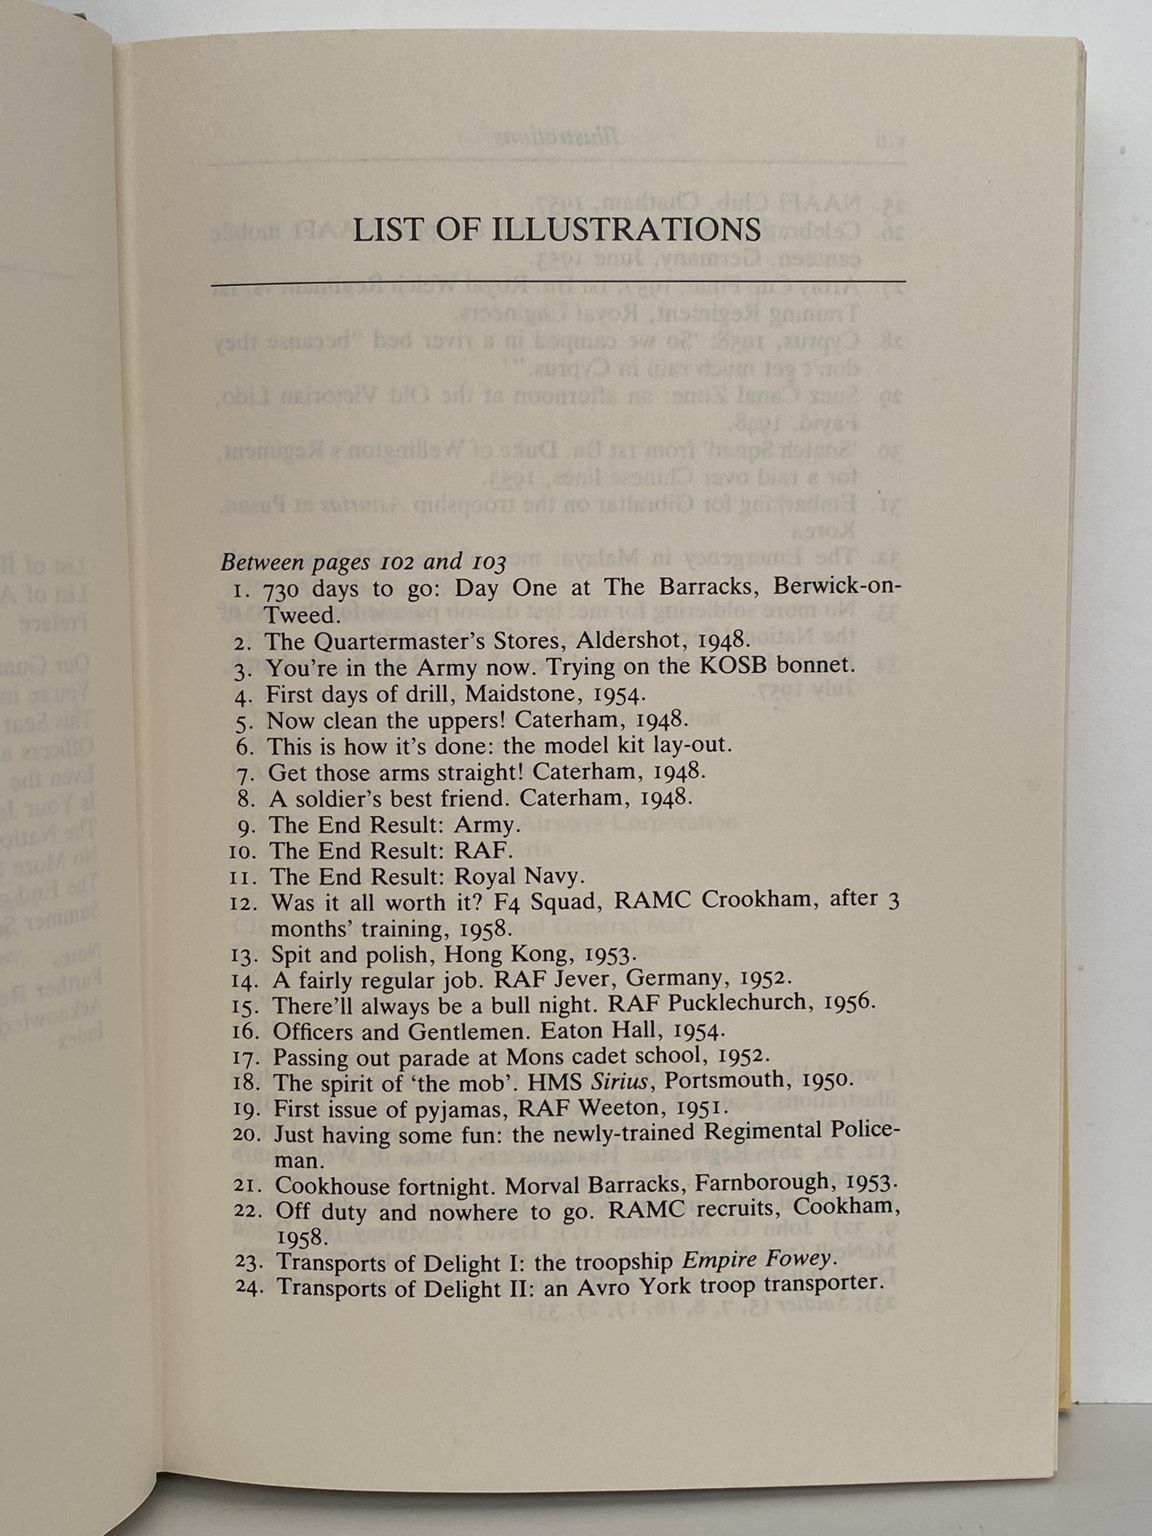 LIST OF ILLUSTRATIONS
Between pages 102 and 103
1. 730 days to go: Day One at The Barracks, Berwick-on-
Tweed.
2. The Quartermaster's Stores, Aldershot, 1948.
3. You're in the Army now. Trying on the KOSB bonnet.
4. First days of drill, Maidstone, 1954.
5. Now clean the uppers! Caterham, 1948.
6. This is how it's done: the model kit lay-out.
7. Get those arms straight! Caterham, 1948.
8. A soldier's best friend. Caterham, 1948.
9. The End Result: Army.
10. The End Result: RAF.
11. The End Result: Royal Navy.
12. Was it all worth it? F4 Squad, RAMC Crookham, after 3
months' training, 1958.
13. Spit and polish, Hong Kong, 1953.
14. A fairly regular job. RAF Jever, Germany, 1952.
15. There'll always be a bull night. RAF Pucklechurch, 1956.
16. Officers and Gentlemen. Eaton Hall, 1954.
17. Passing out parade at Mons cadet school, 1952.
18. The spirit of 'the mob'. HMS Sirius, Portsmouth, 1950.
19. First issue of pyjamas, RAF Weeton, 1951.
20. Just having some fun: the newly-trained Regimental Police-
man.
21. Cookhouse fortnight. Morval Barracks, Farnborough, 1953.
22. Off duty and nowhere to go. RAMC recruits, Cookham,
1958.
23. Transports of Delight I: the troopship Empire Fowey.
24. Transports of Delight II: an Avro York troop transporter.